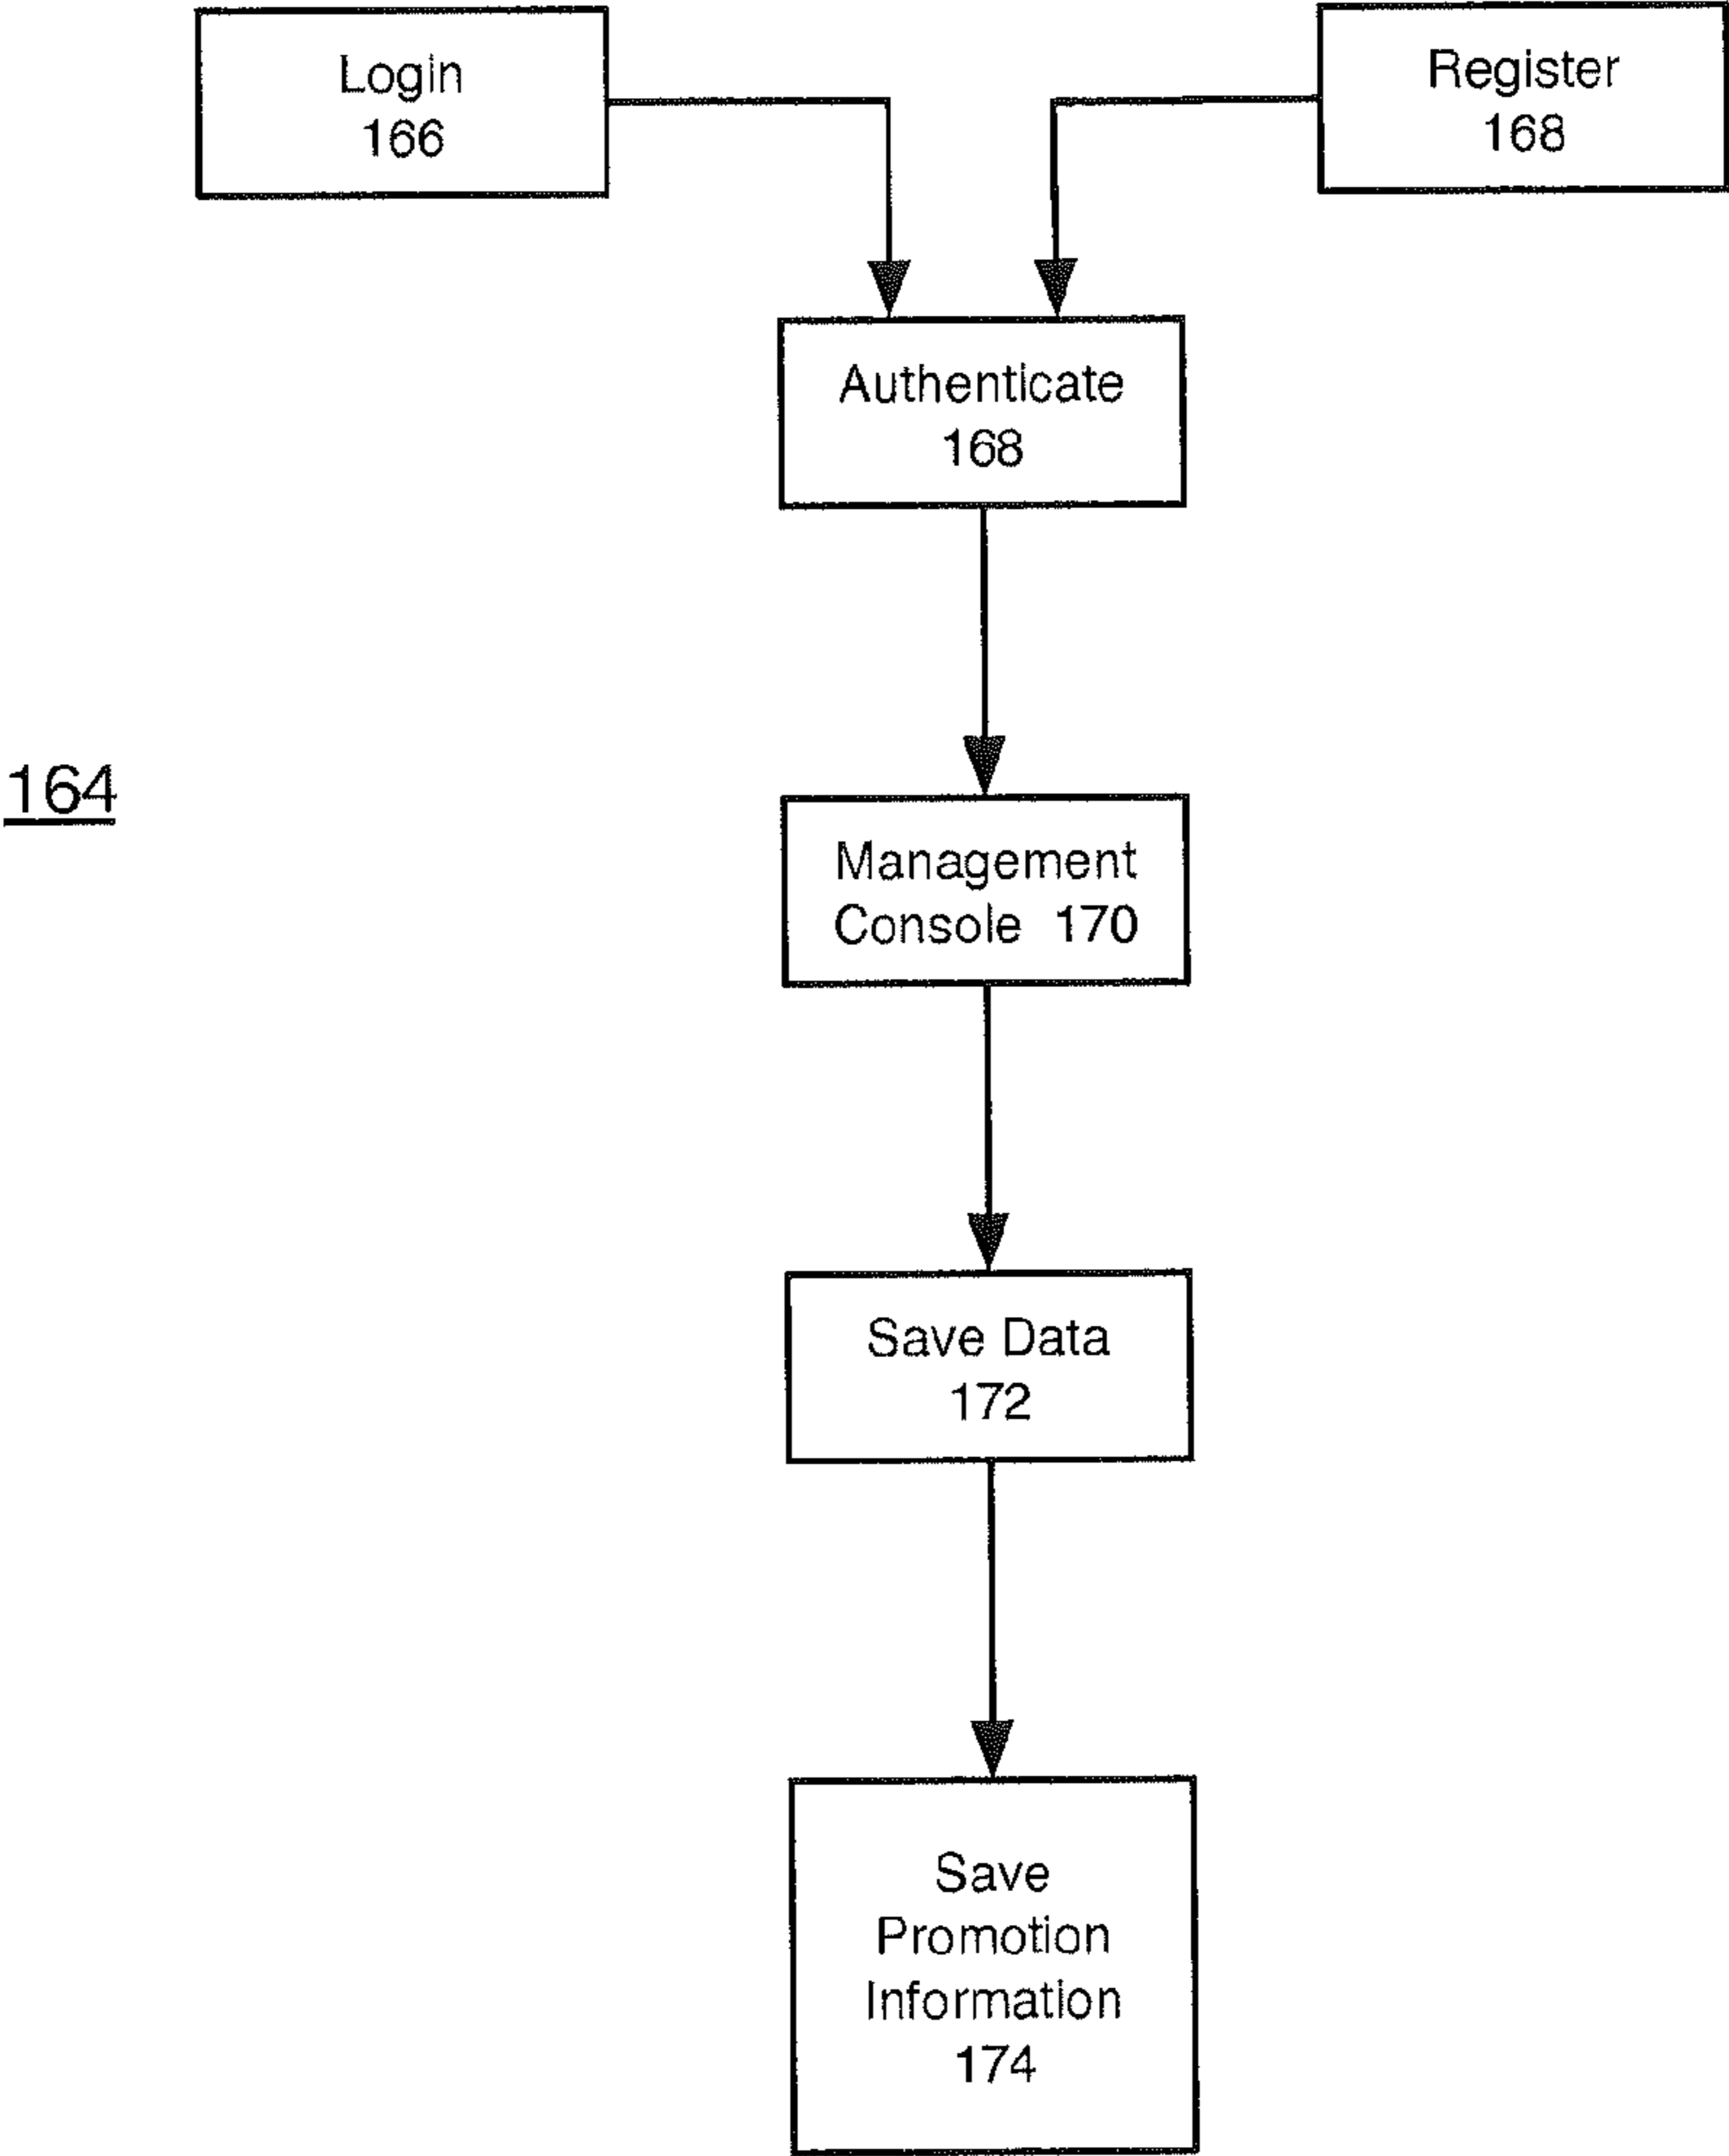 Login
166
Register
168
Authenticate
168
164
Management
Console 170
Save Data
172
Save
Promotion
Information
174